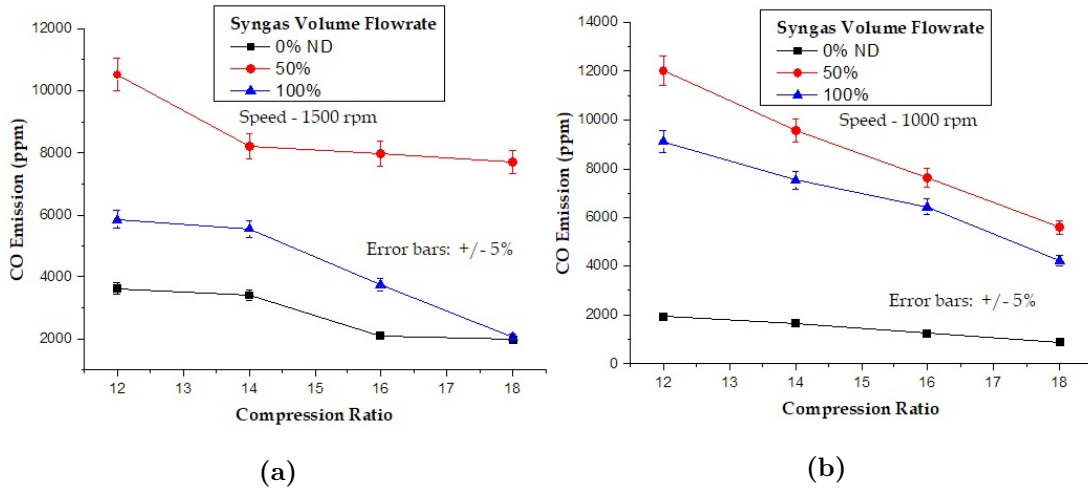 Syngas Volume Flowrate
0% ND
50%
100%
Speed - 1500 rpm
Error bars: +/- 5%
CO Emission (ppm)
12000
10000
8000
6000
4000
2000
12 13 14 15 16 17 18
Compression Ratio
(a)
Syngas Volume Flowrate
0% ND
50%
100%
Speed - 1000 rpm
Error bars: +/- 5%
CO Emission (ppm)
14000
12000
10000
8000
6000
4000
2000
0
12 13 14 15 16 17 18
Compression Ratio
(b)